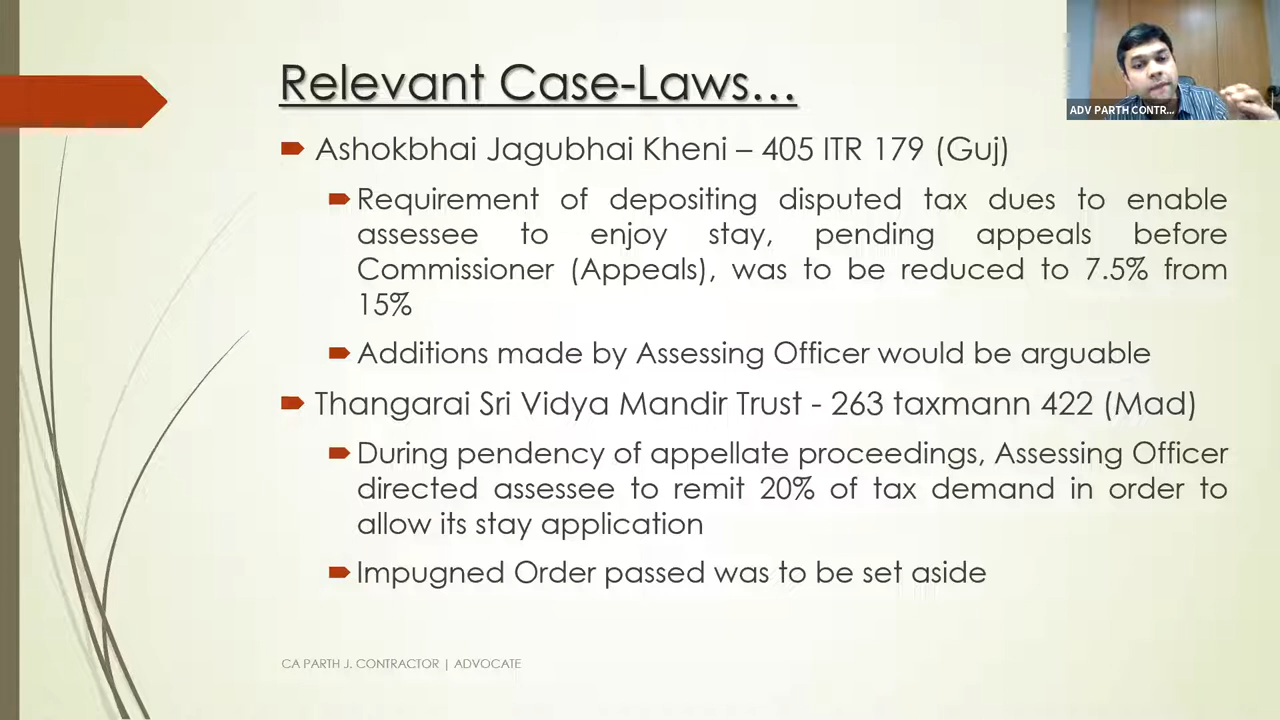 Relevant Case-Laws...
ADV PARTH CONTR...
Ashokbhai Jagubhai Kheni – 405 ITR 179 (Guj)
Requirement of depositing disputed tax dues to enable
assessee to enjoy stay, pending appeals before
Commissioner (Appeals), was to be reduced to 7.5% from
15%
Additions made by Assessing Officer would be arguable
Thangarai Sri Vidya Mandir Trust - 263 taxmann 422 (Mad)
During pendency of appellate proceedings, Assessing Officer
directed assessee to remit 20% of tax demand in order to
allow its stay application
Impugned Order passed was to be set aside
CA PARTH J. CONTRACTOR | ADVOCATE